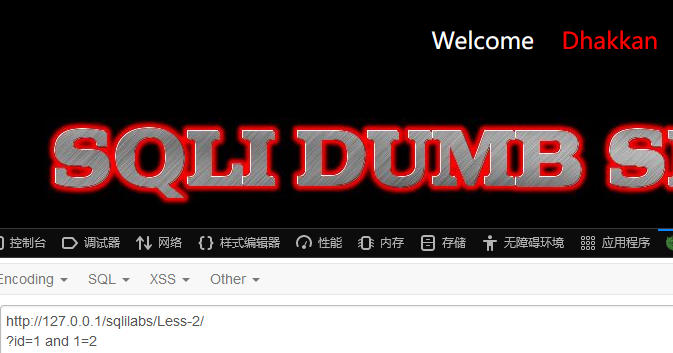 Welcome Dhakkan
SQLI DUMB
控制台 调试器 网络 样式编辑器 性能 内存 存储 无障碍环境 应用程序
Encoding SQL XSS Other
http://127.0.0.1/sqlilabs/Less-2/
?id=1 and 1=2